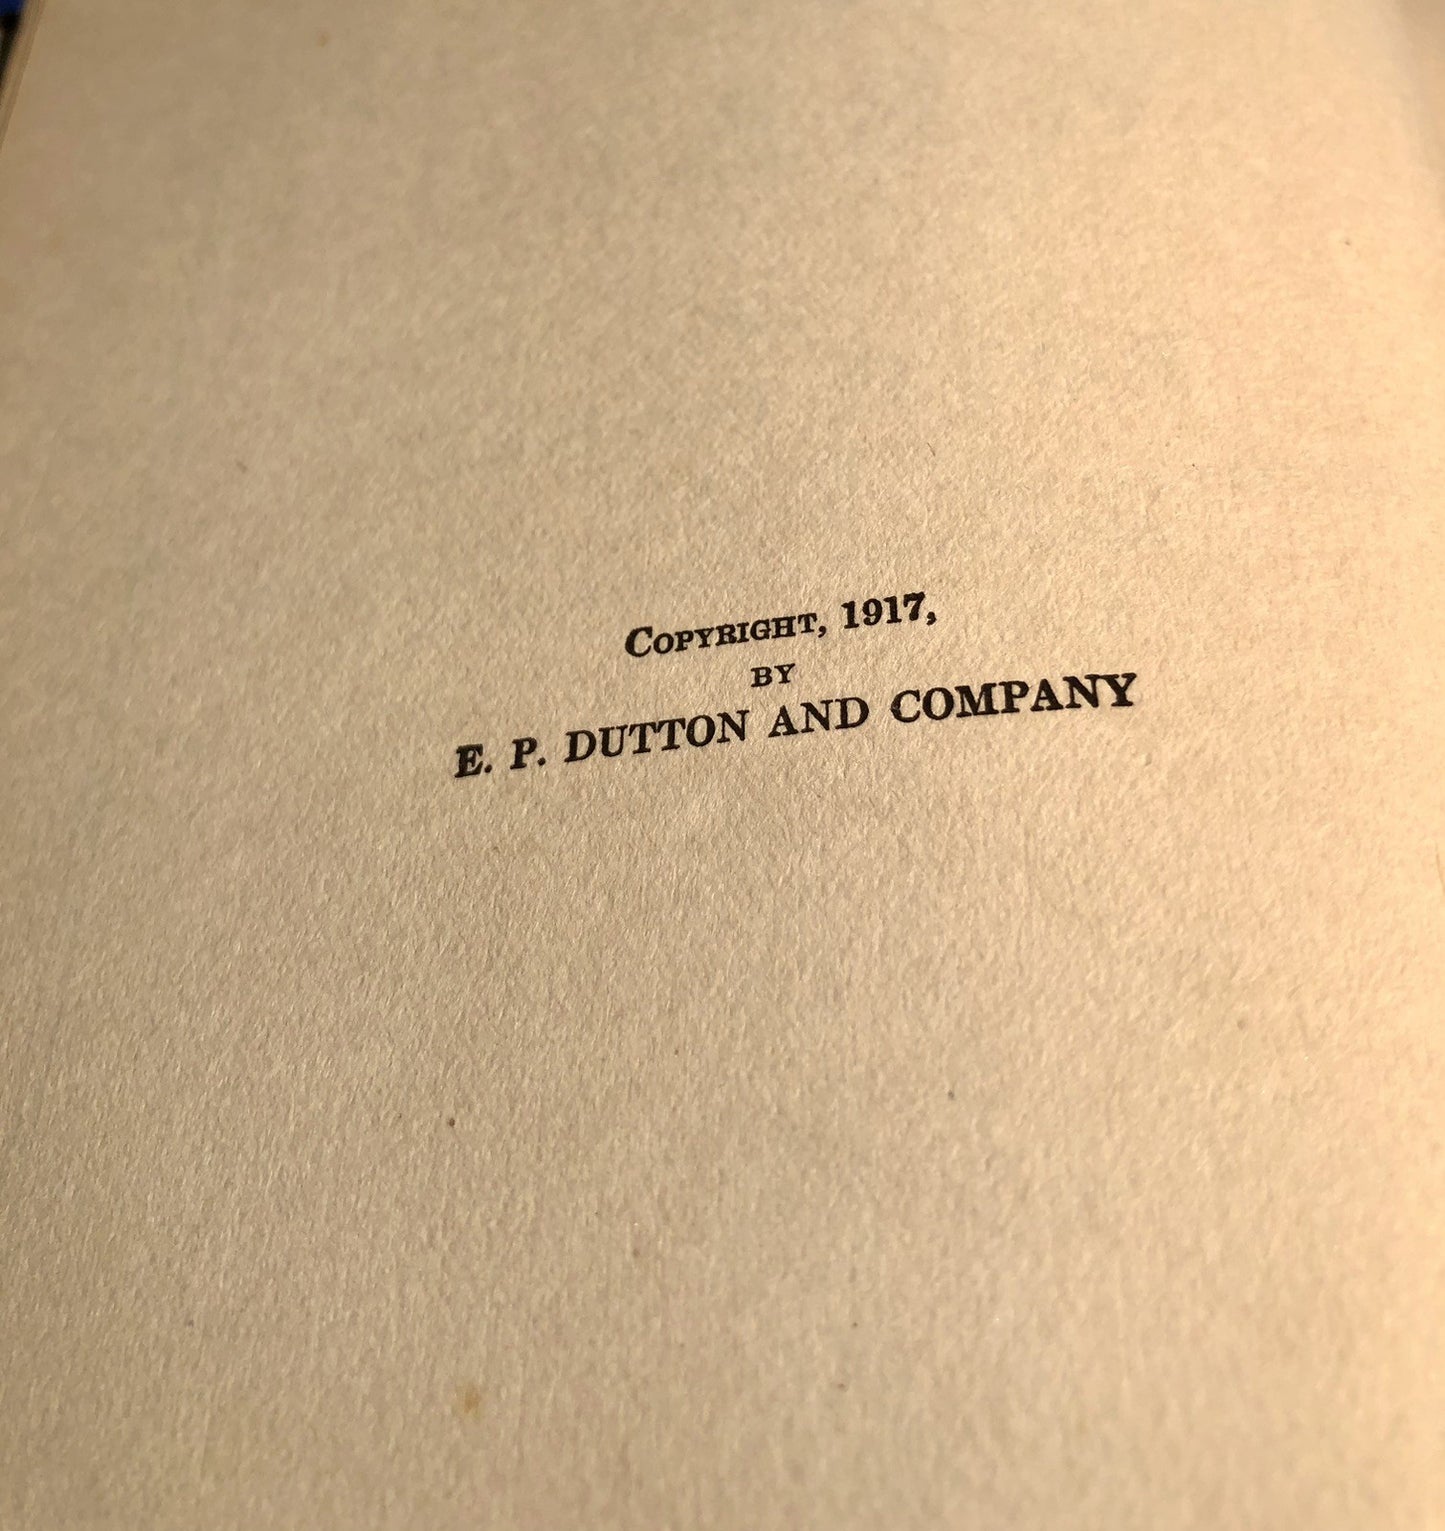 Copyright, 1917,
BY
E. P. DUTTON AND COMPANY